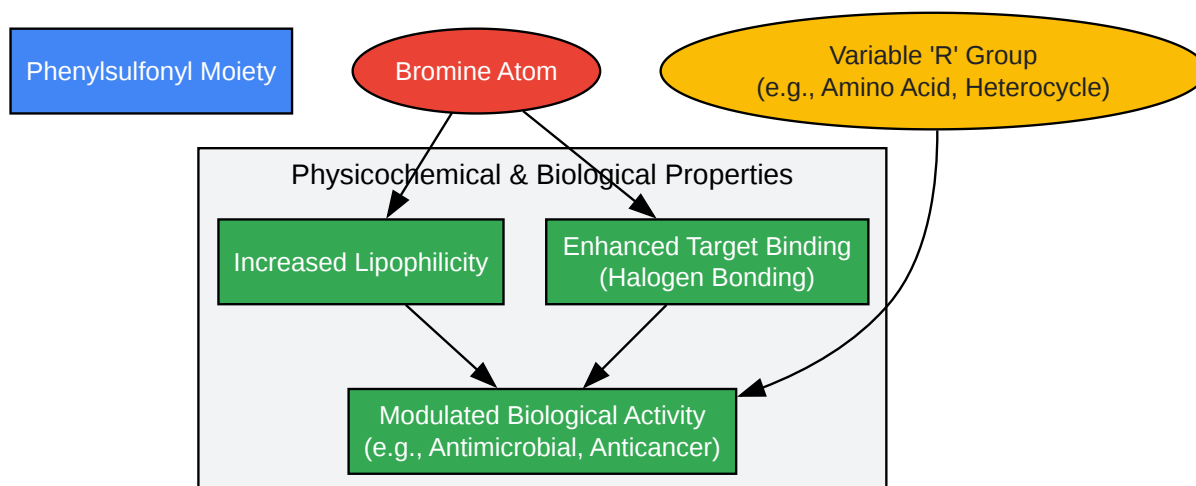 Phenylsulfonyl Moiety
Bromine Atom
Variable 'R' Group
(e.g., Amino Acid, Heterocycle)
Physicochemical & Biological Properties
Increased Lipophilicity
Enhanced Target Binding
(Halogen Bonding)
Modulated Biological Activity
(e.g., Antimicrobial, Anticancer)